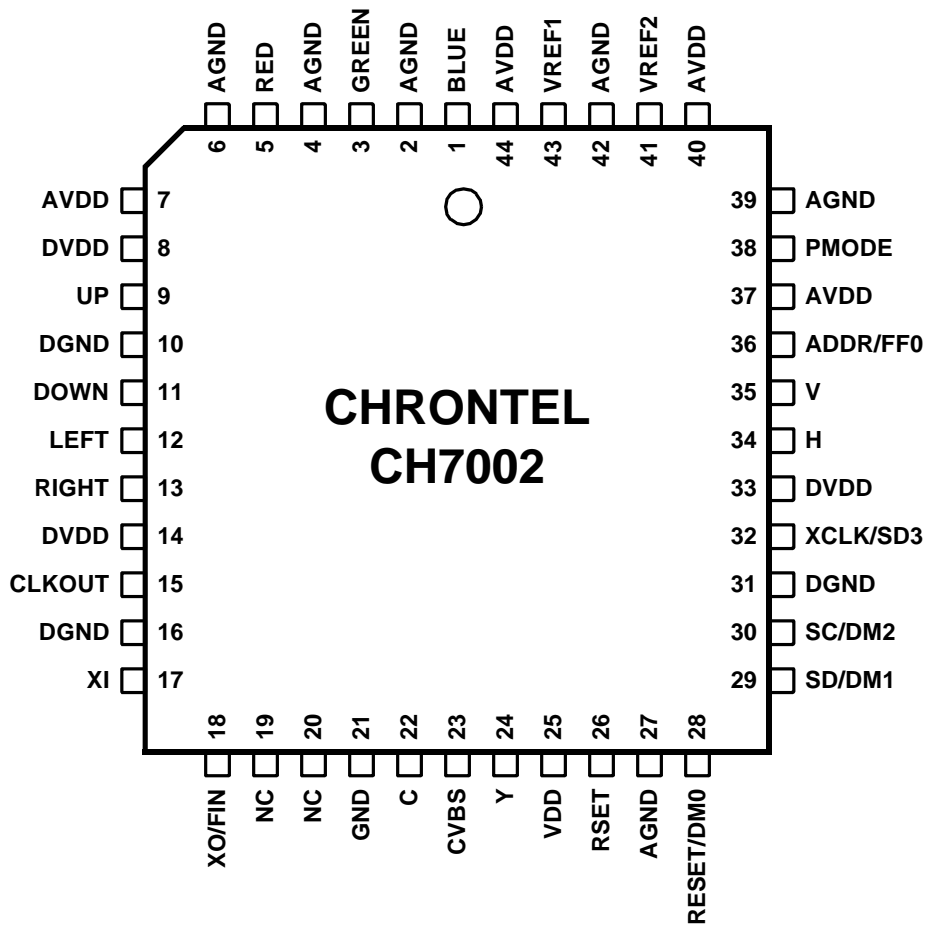 AGND
RED
AGND
GREEN
AGND
BLUE
AVDD
VREF1
AGND
VREF2
AVDD
6
5
4
3
2
1
44
43
42
41
40
AVDD 7
DVDD 8
UP 9
DGND 10
DOWN 11
LEFT 12
RIGHT 13
DVDD 14
CLKOUT 15
DGND 16
XI 17
CHRONTEL
CH7002
39 AGND
38 PMODE
37 AVDD
36 ADDR/FF0
35 V
34 H
33 DVDD
32 XCLK/SD3
31 DGND
30 SC/DM2
29 SD/DM1
18
19
20
21
22
23
24
25
26
27
28
XO/FIN
NC
NC
GND
C
CVBS
Y
VDD
RSET
AGND
RESET/DM0